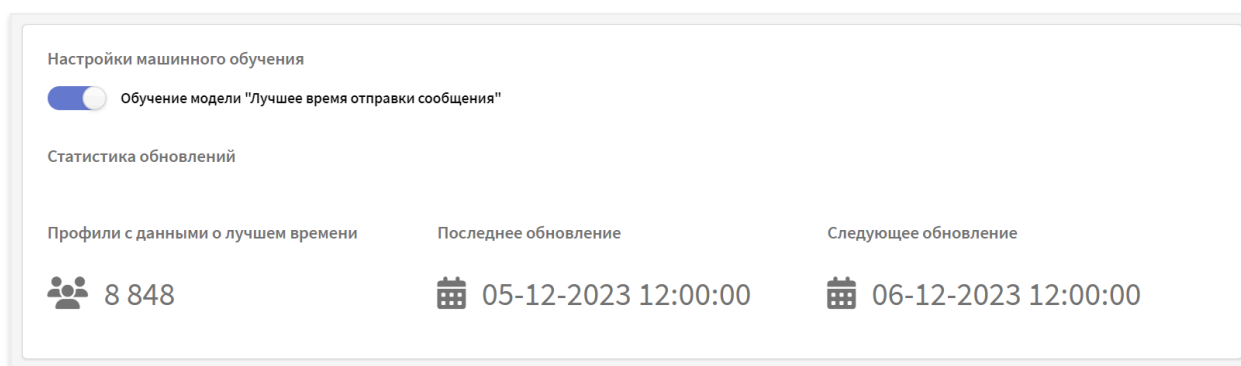 Настройки машинного обучения
Обучение модели "Лучшее время отправки сообщения"
Статистика обновлений
Профили с данными о лучшем времени
Последнее обновление
Следующее обновление
8 848
05-12-2023 12:00:00
06-12-2023 12:00:00